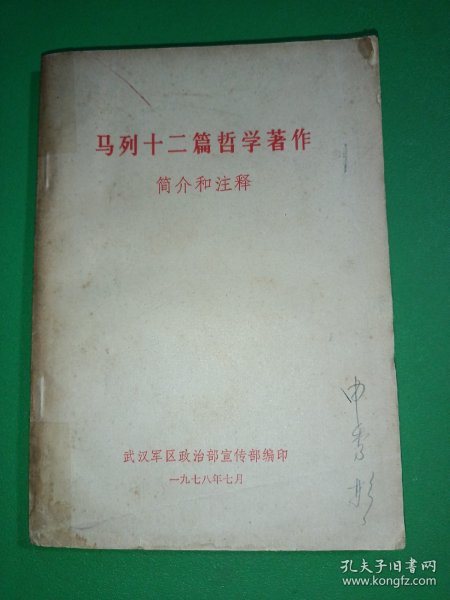 马列十二篇哲学著作
简介和注释
武汉军区政治部宣传部编印
一九七八年七月
孔夫子旧书网
www.kongfz.com